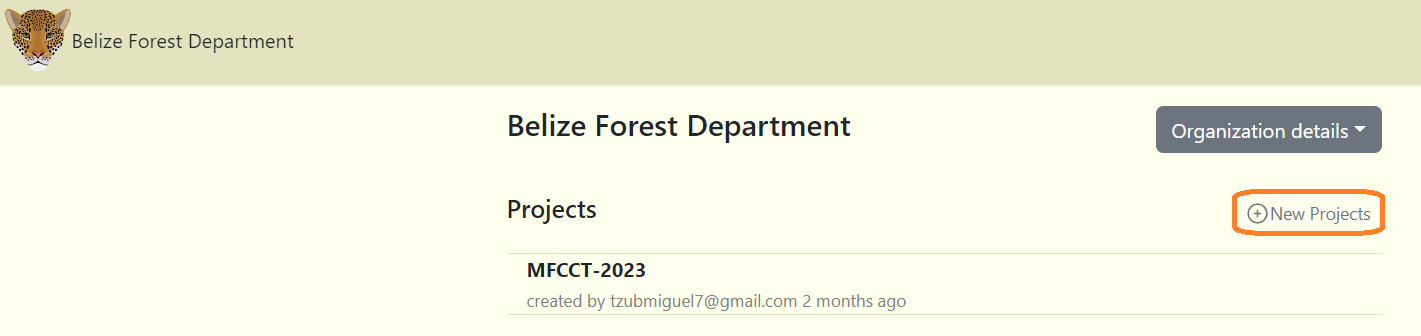 Belize Forest Department
Belize Forest Department
Organization details
Projects
New Projects
MFCCT-2023
created by tzubmiguel7@gmail.com 2 months ago